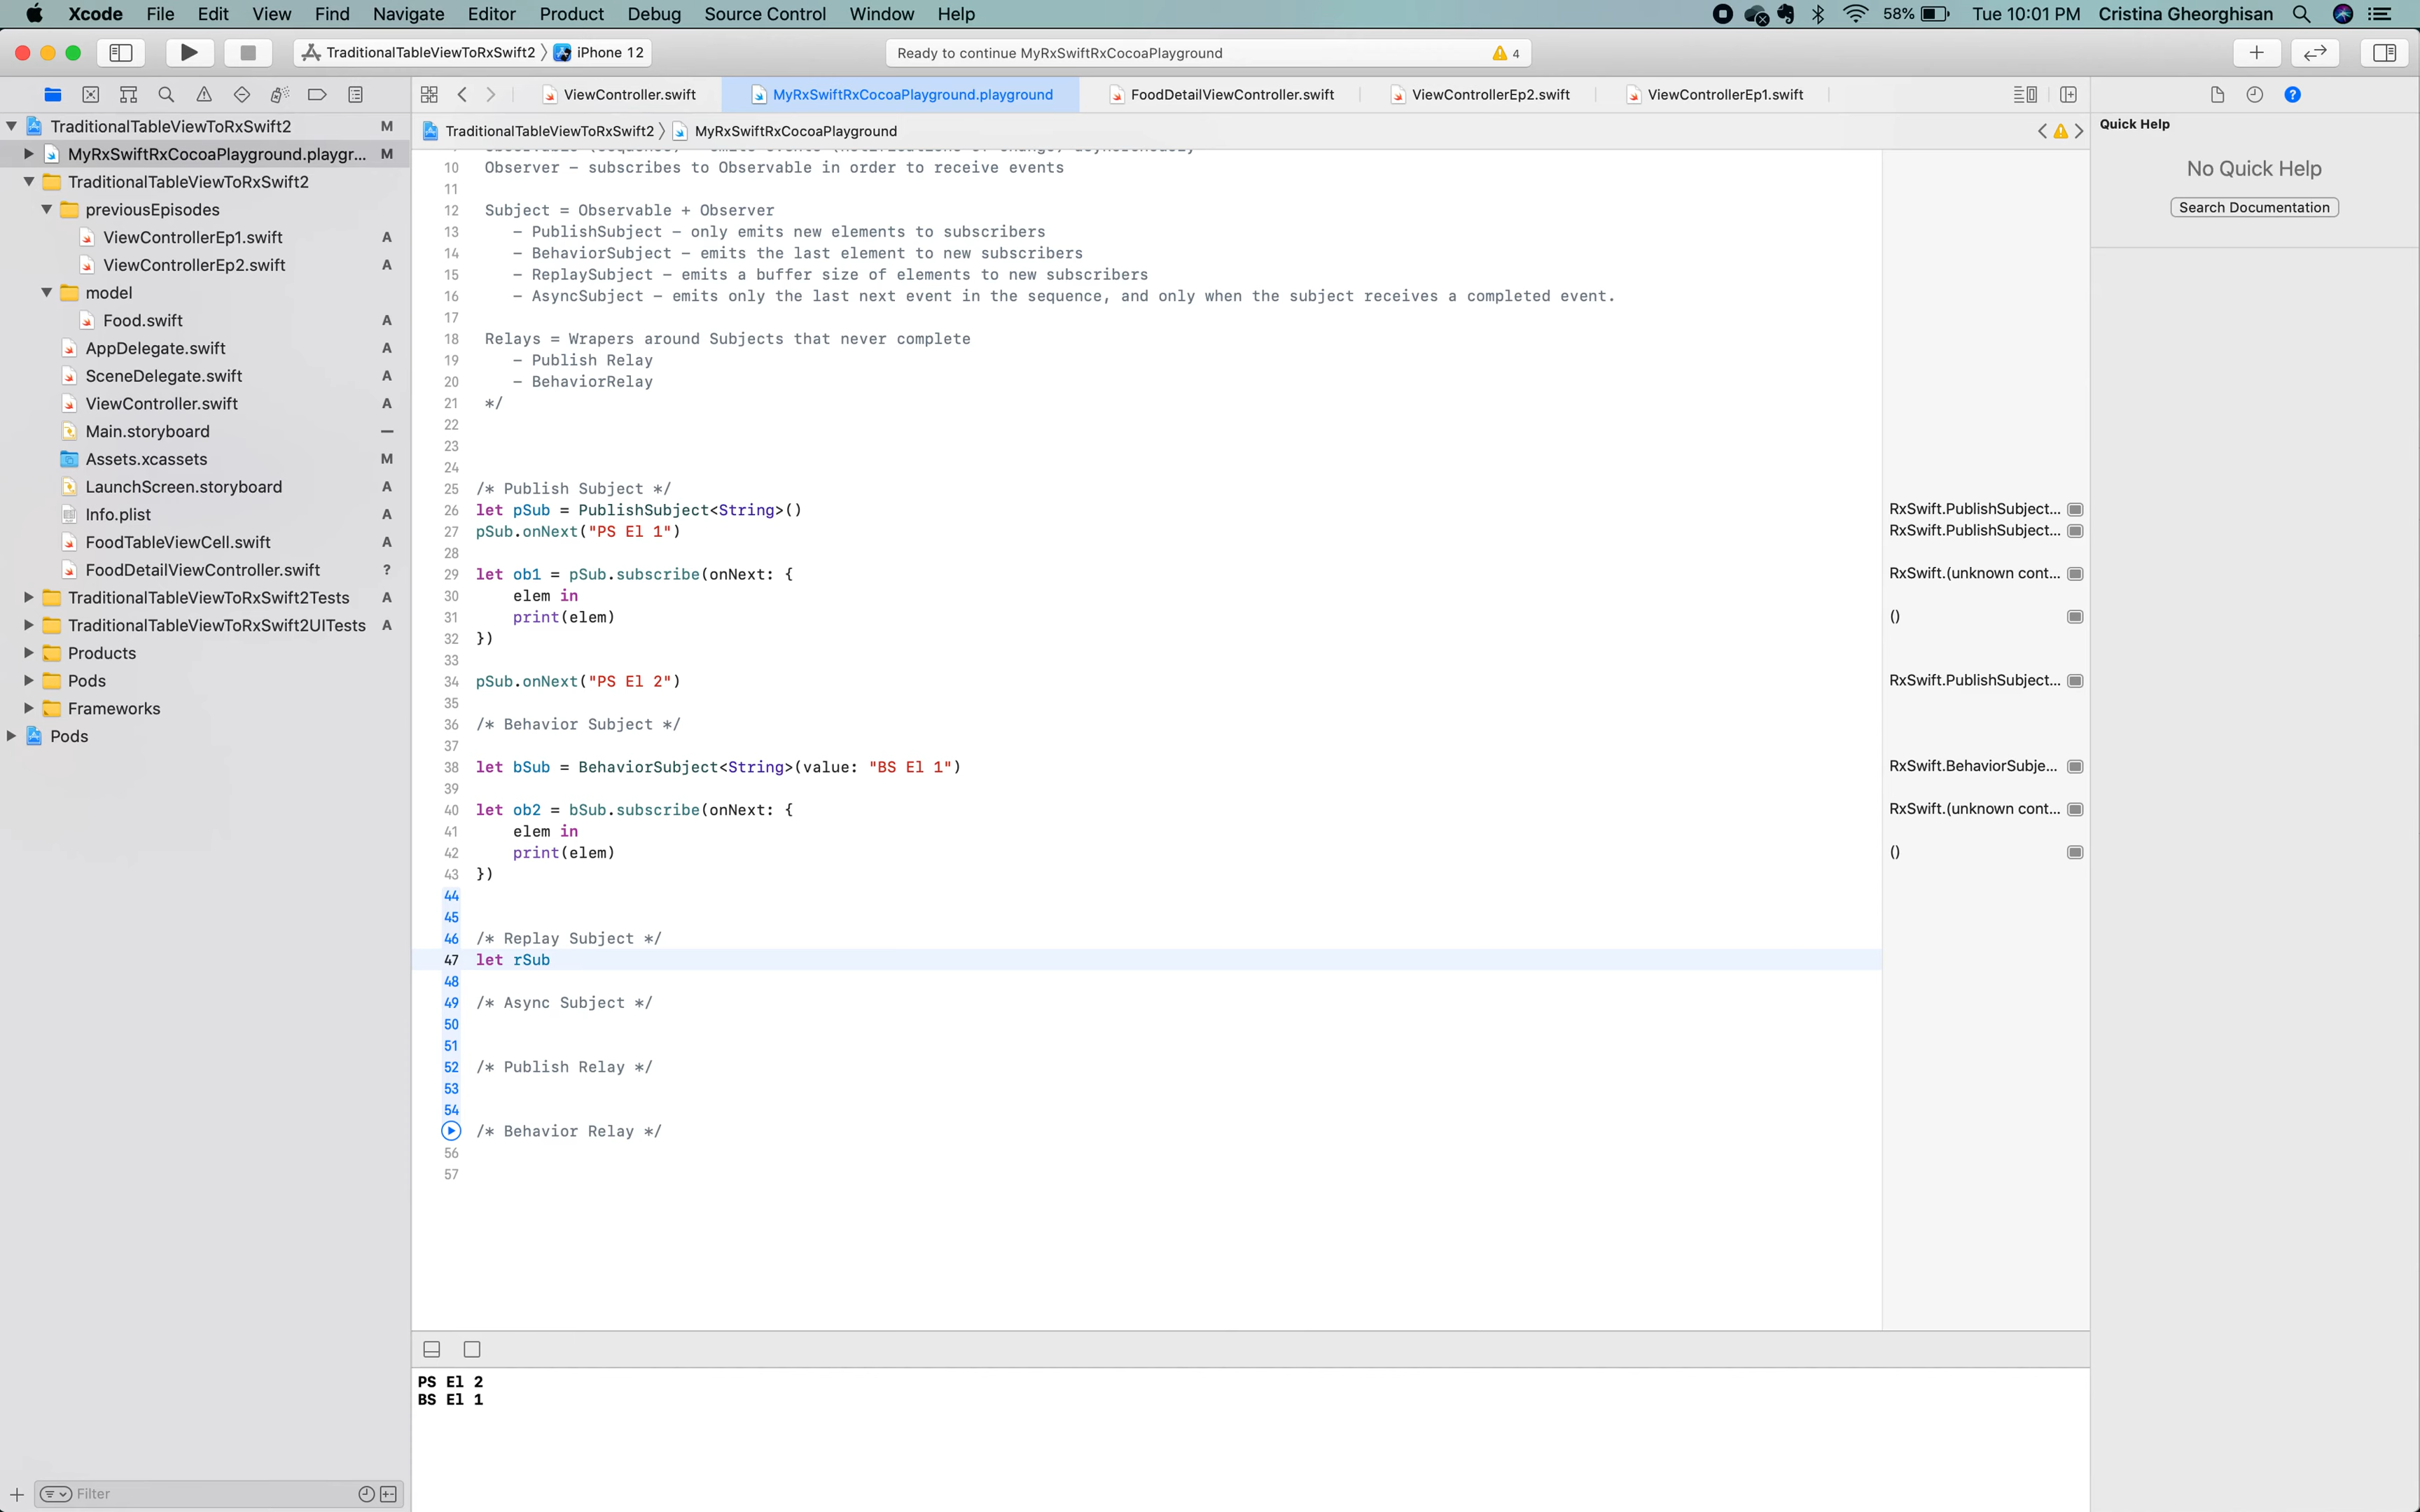 Xcode File Edit View Find Navigate Editor Product Debug Source Control Window Help 58% Tue 10:01 PM Cristina Gheorghisan
TraditionalTableViewToRxSwift2 iPhone 12 Ready to continue MyRxSwiftRxCocoaPlayground 4
ViewController.swift MyRxSwiftRxCocoaPlayground.playground FoodDetailViewController.swift ViewControllerEp2.swift ViewControllerEp1.swift
TraditionalTableViewToRxSwift2 MyRxSwiftRxCocoaPlayground
TraditionalTableViewToRxSwift2 M
MyRxSwiftRxCocoaPlayground.playgr... M
TraditionalTableViewToRxSwift2
previousEpisodes
ViewControllerEp1.swift A
ViewControllerEp2.swift A
model
Food.swift A
AppDelegate.swift A
SceneDelegate.swift A
ViewController.swift A
Main.storyboard —
Assets.xcassets M
LaunchScreen.storyboard A
Info.plist A
FoodTableViewCell.swift A
FoodDetailViewController.swift ?
TraditionalTableViewToRxSwift2Tests A
TraditionalTableViewToRxSwift2UITests A
Products
Pods
Frameworks
Pods
Filter
10 Observer – subscribes to Observable in order to receive events
11
12 Subject = Observable + Observer
13 – PublishSubject – only emits new elements to subscribers
14 – BehaviorSubject – emits the last element to new subscribers
15 – ReplaySubject – emits a buffer size of elements to new subscribers
16 – AsyncSubject – emits only the last next event in the sequence, and only when the subject receives a completed event.
17
18 Relays = Wrapers around Subjects that never complete
19 – Publish Relay
20 – BehaviorRelay
21 */
22
23
24
25 /* Publish Subject */
26 let pSub = PublishSubject<String>() RxSwift.PublishSubject...
27 pSub.onNext("PS El 1") RxSwift.PublishSubject...
28
29 let ob1 = pSub.subscribe(onNext: { RxSwift.(unknown cont...
30 elem in
31 print(elem) ()
32 })
33
34 pSub.onNext("PS El 2") RxSwift.PublishSubject...
35
36 /* Behavior Subject */
37
38 let bSub = BehaviorSubject<String>(value: "BS El 1") RxSwift.BehaviorSubje...
39
40 let ob2 = bSub.subscribe(onNext: { RxSwift.(unknown cont...
41 elem in
42 print(elem) ()
43 })
44
45
46 /* Replay Subject */
47 let rSub
48
49 /* Async Subject */
50
51
52 /* Publish Relay */
53
54
/* Behavior Relay */
56
57
PS El 2
BS El 1
Quick Help
No Quick Help
Search Documentation